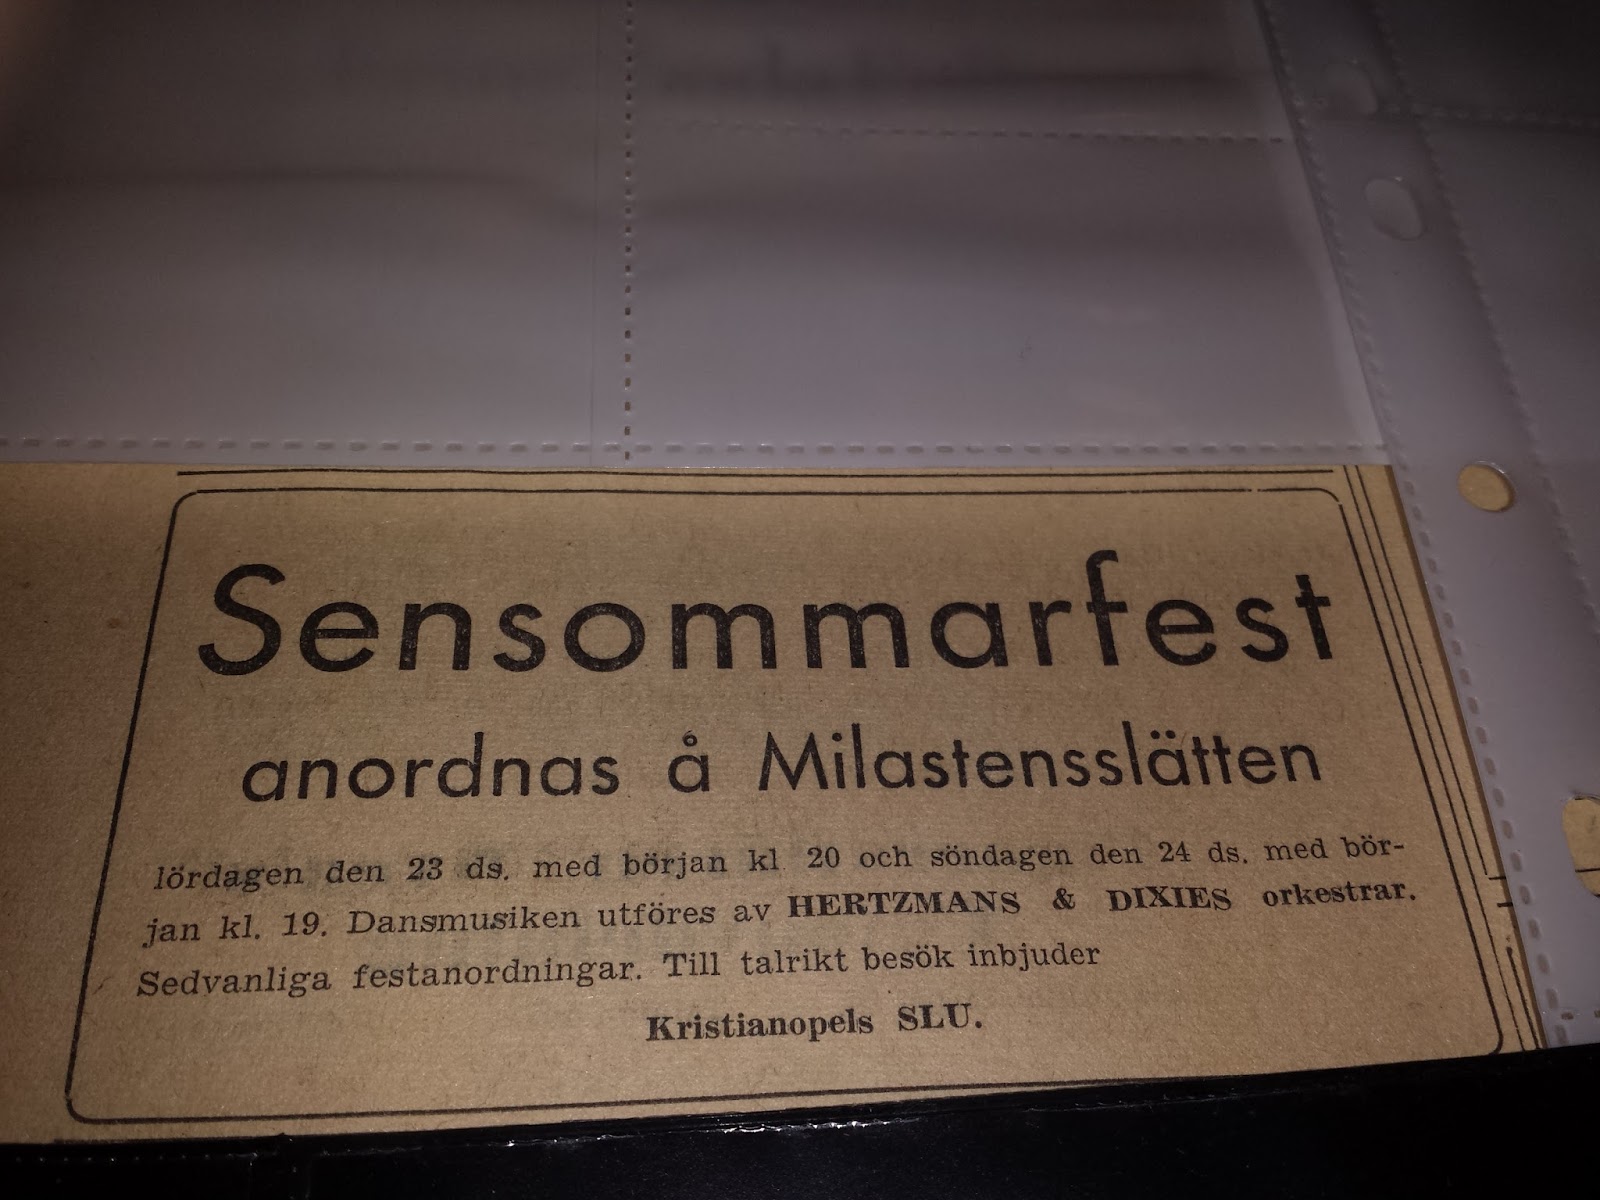 Sensommarfest
anordnas å Milastensslätten
lördagen den 23 ds. med början kl 20 och söndagen den 24 ds. med bör-
jan kl. 19. Dansmusiken utföres av HERTZMANS & DIXIES orkestrar.
Sedvanliga festanordningar. Till talrikt besök inbjuder
Kristianopels SLU.